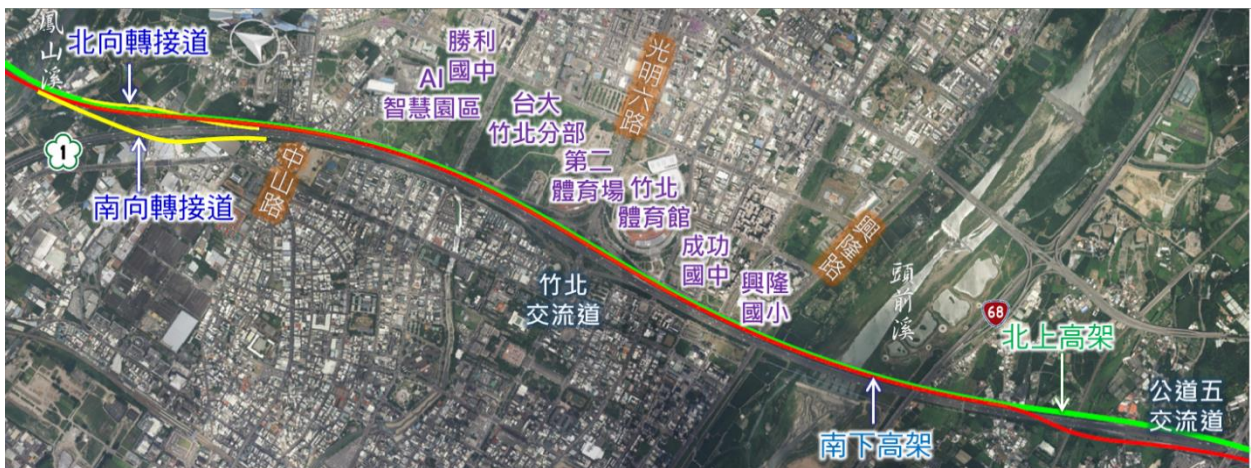 鳳山溪
北向轉接道
勝利
國中
AI
智慧園區
光明六路
台大
竹北分部
1
南向轉接道
中山路
第二
體育場
竹北
體育館
成功
國中
興隆路
興隆
國小
竹北
交流道
頭前溪
68
北上高架
公道五
交流道
南下高架